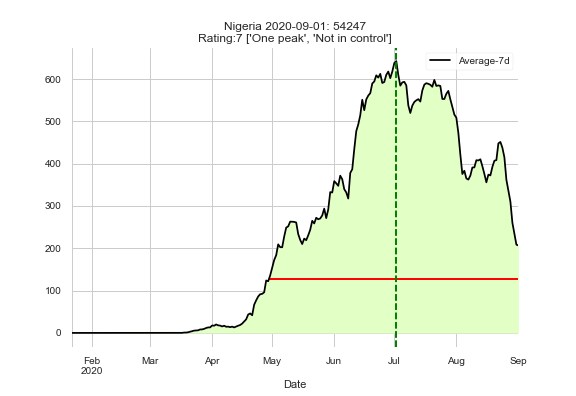 Nigeria 2020-09-01: 54247
Rating:7 ['One peak', 'Not in control']
Average-7d
600
500
400
300
200
100
0
Feb Mar Apr May Jun Jul Aug Sep
2020
Date